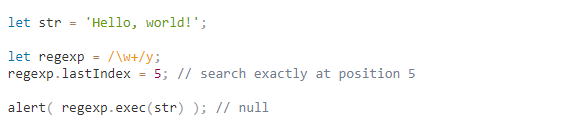 let str = 'Hello, world!';
let regexp = /\w+/y;
regexp.lastIndex = 5; // search exactly at position 5
alert( regexp.exec(str) ); // null